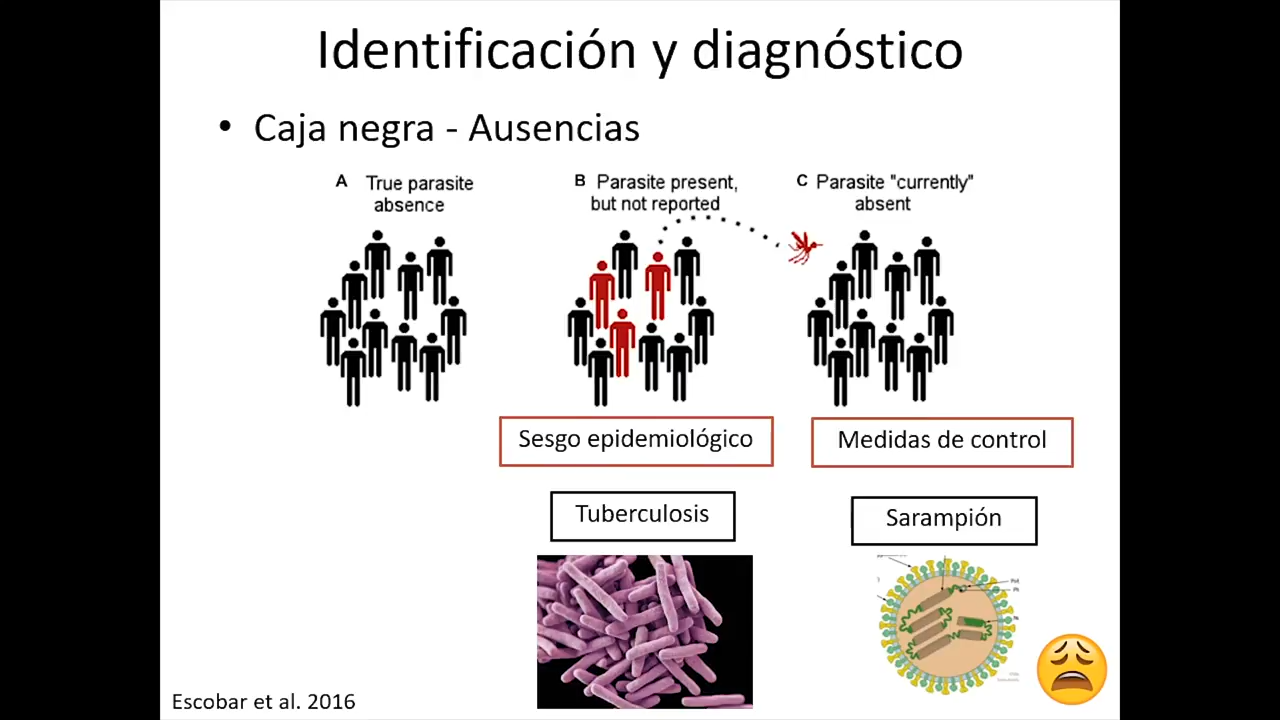 Identificación y diagnóstico
• Caja negra - Ausencias
A True parasite
absence
B Parasite present,
but not reported
C Parasite "currently"
absent
Sesgo epidemiológico
Medidas de control
Tuberculosis
Sarampión
Escobar et al. 2016